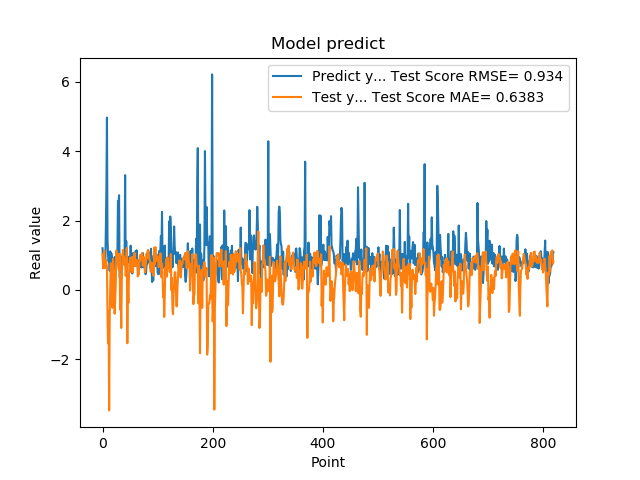 Model predict
Predict y... Test Score RMSE= 0.934
Test y... Test Score MAE= 0.6383
6
4
2
0
−2
Real value
0 200 400 600 800
Point